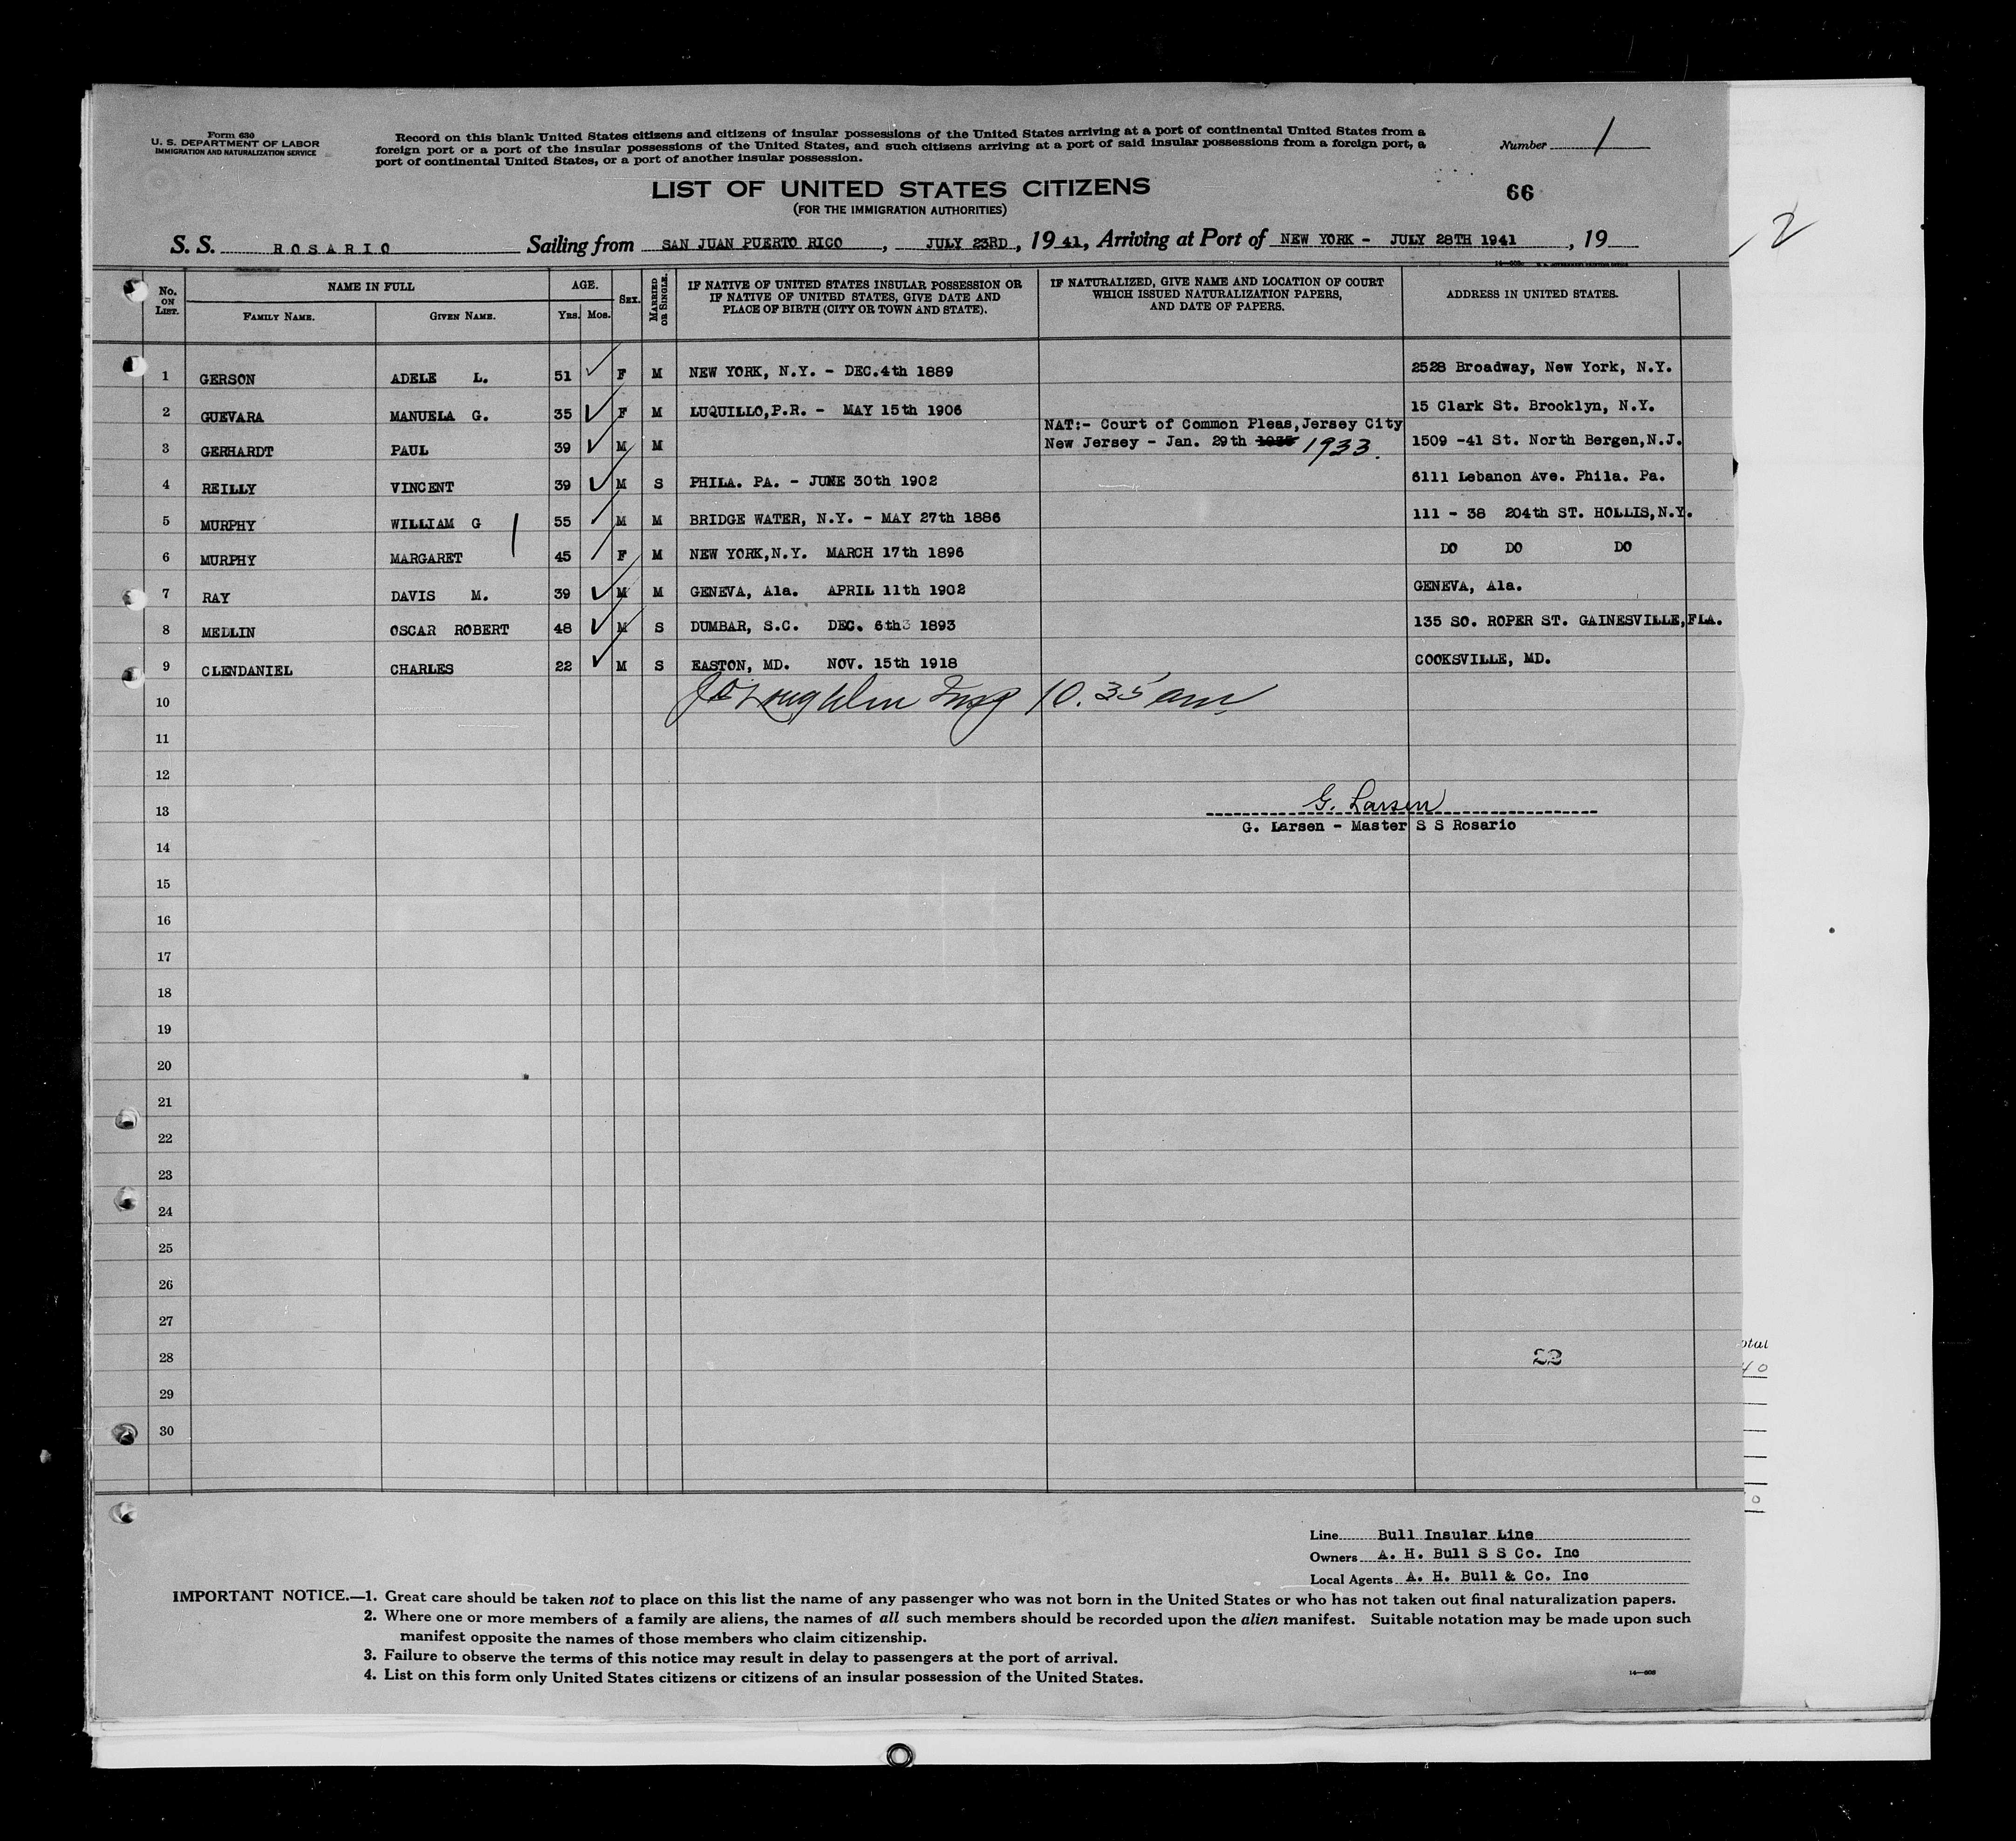 Form 630
U. S. DEPARTMENT OF LABOR
IMMIGRATION AND NATURALIZATION SERVICE
Record on this blank United States citizens and citizens of insular possessions of the United States arriving at a port of continental United States from a
foreign port or a port of the insular possessions of the United States, and such citizens arriving at a port of said insular possessions from a foreign port, a
port of continental United States, or a port of another insular possession.
Number 1
LIST OF UNITED STATES CITIZENS
(FOR THE IMMIGRATION AUTHORITIES)
66
2
S. S. ROSARIO Sailing from SAN JUAN PUERTO RICO, JULY 23RD, 1941, Arriving at Port of NEW YORK - JULY 28TH 1941, 19
No. ON LIST. NAME IN FULL AGE. SEX. MARRIED OR SINGLE. IF NATIVE OF UNITED STATES INSULAR POSSESSION OR IF NATIVE OF UNITED STATES, GIVE DATE AND PLACE OF BIRTH (CITY OR TOWN AND STATE). IF NATURALIZED, GIVE NAME AND LOCATION OF COURT WHICH ISSUED NATURALIZATION PAPERS, AND DATE OF PAPERS. ADDRESS IN UNITED STATES.
FAMILY NAME. GIVEN NAME. YRS. MOS.
1 GERSON ADELE L. 51 F M NEW YORK, N.Y. - DEC.4th 1889 2528 Broadway, New York, N.Y.
2 GUEVARA MANUELA G. 35 F M LUQUILLO,P.R. - MAY 15th 1906 15 Clark St. Brooklyn, N.Y.
NAT:- Court of Common Pleas,Jersey City
3 GERHARDT PAUL 39 M M New Jersey - Jan. 29th 1933. 1509 -41 St. North Bergen,N.J.
4 REILLY VINCENT 39 M S PHILA. PA. - JUNE 30th 1902 6111 Lebanon Ave. Phila. Pa.
5 MURPHY WILLIAM G 55 M M BRIDGE WATER, N.Y. - MAY 27th 1886 111 - 38 204th ST. HOLLIS,N.Y.
6 MURPHY MARGARET 45 F M NEW YORK,N.Y. MARCH 17th 1896 DO DO DO
7 RAY DAVIS M. 39 M M GENEVA, Ala. APRIL 11th 1902 GENEVA, Ala.
8 MEDLIN OSCAR ROBERT 48 M S DUMBAR, S.C. DEC. 6th 1893 135 SO. ROPER ST. GAINESVILLE,FLA.
9 CLENDANIEL CHARLES 22 M S EASTON, MD. NOV. 15th 1918 COOKSVILLE, MD.
10 Insp 10.35 am
11
12
13 G. Larsen
G. Larsen - Master S S Rosario
14
15
16
17
18
19
20
21
22
23
24
25
26
27
28 22
29
30
Line Bull Insular Line
Owners A. H. Bull S S Co. Inc
Local Agents A. H. Bull & Co. Inc
IMPORTANT NOTICE.—1. Great care should be taken not to place on this list the name of any passenger who was not born in the United States or who has not taken out final naturalization papers.
2. Where one or more members of a family are aliens, the names of all such members should be recorded upon the alien manifest. Suitable notation may be made upon such
manifest opposite the names of those members who claim citizenship.
3. Failure to observe the terms of this notice may result in delay to passengers at the port of arrival.
4. List on this form only United States citizens or citizens of an insular possession of the United States.